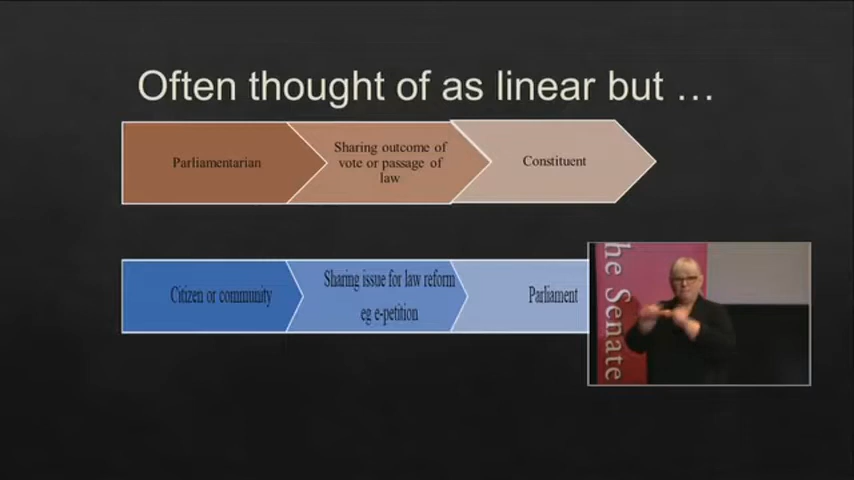 Often thought of as linear but …
Parliamentarian
Sharing outcome of
vote or passage of
law
Constituent
Citizen or community
Sharing issue for law reform
eg e-petition
Parliament
he Senate